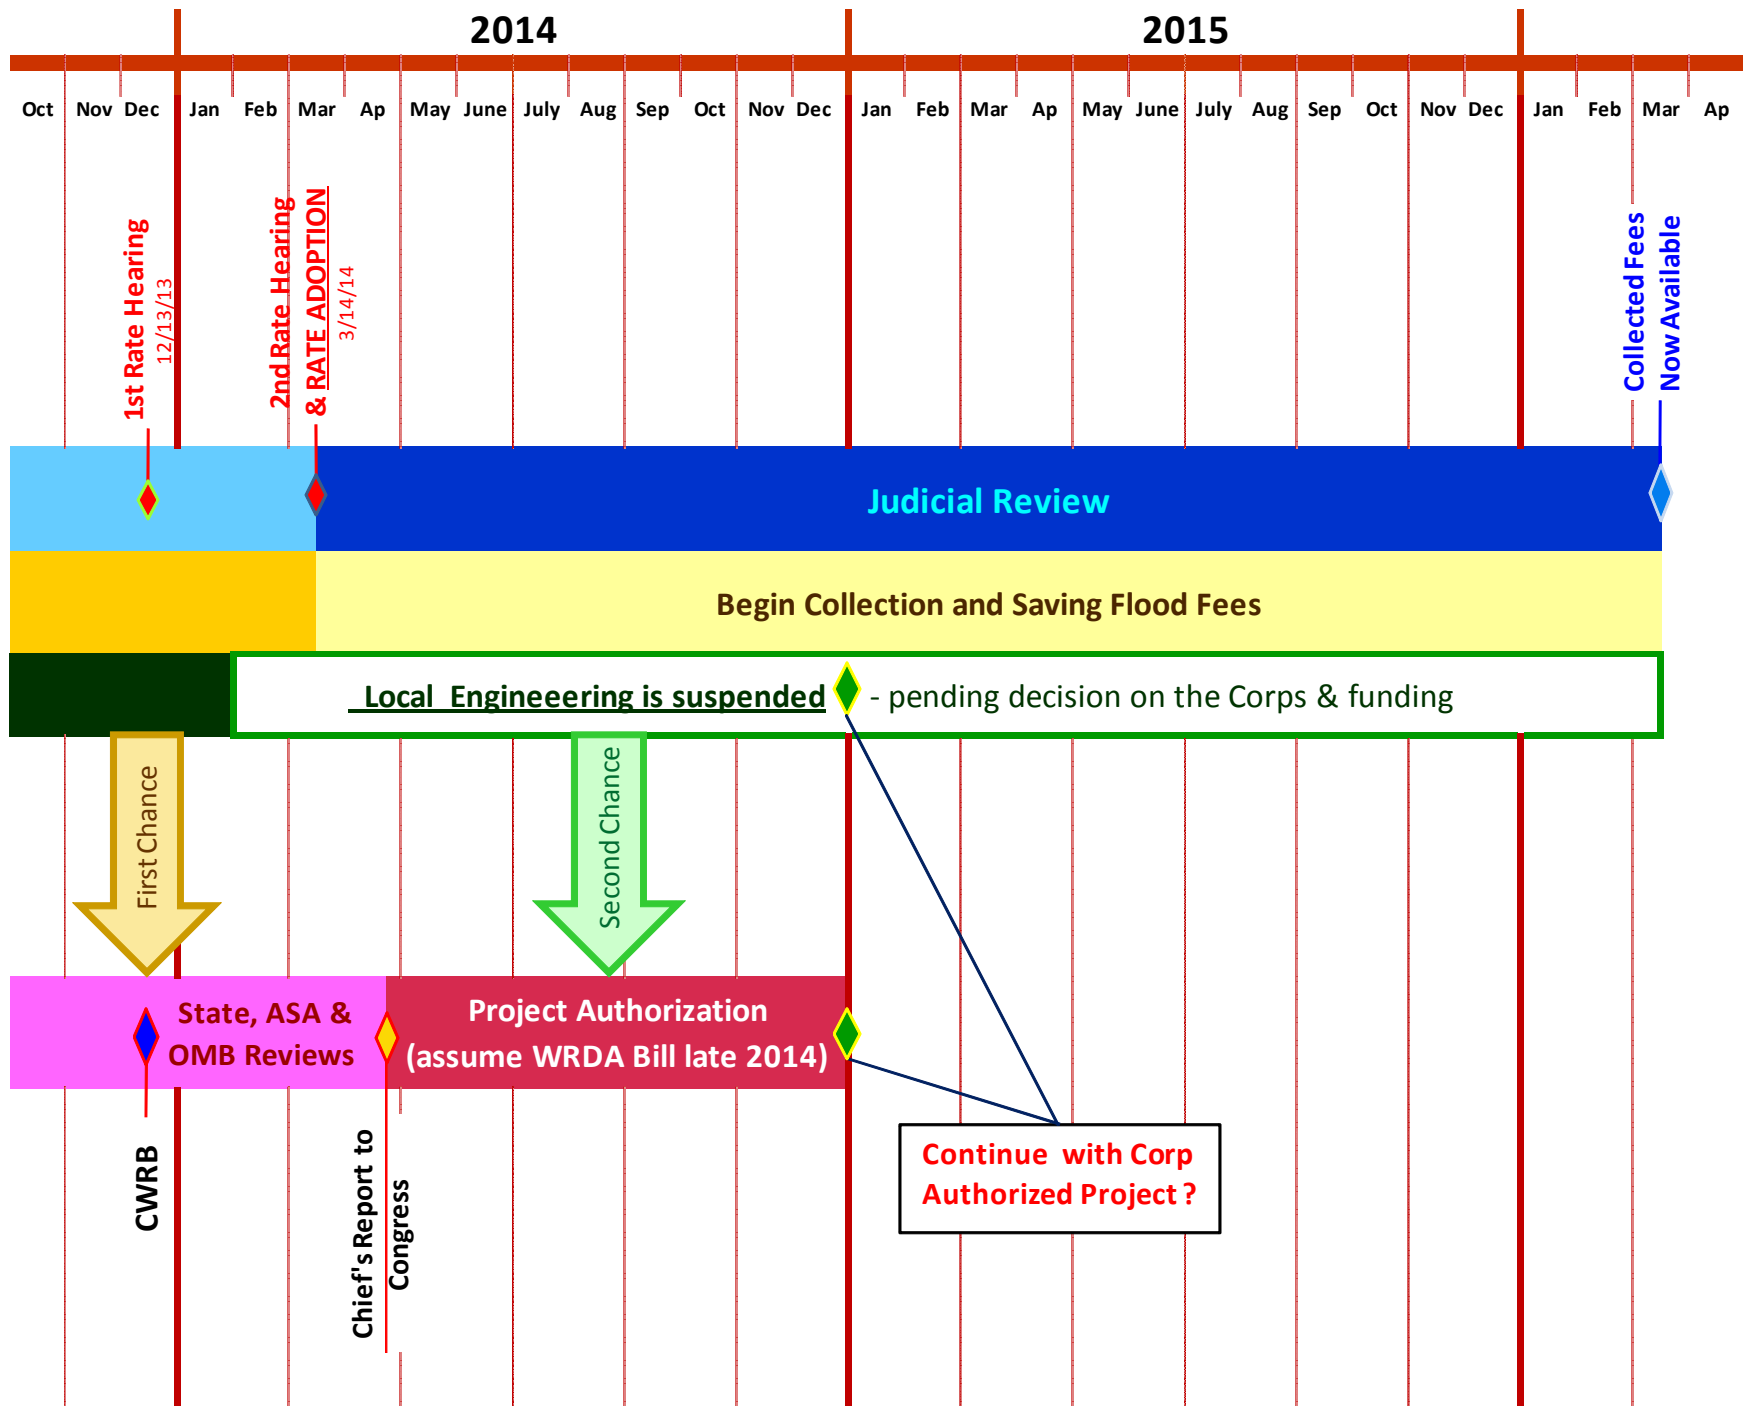 2014
2015
Oct Nov Dec Jan Feb Mar Ap May June July Aug Sep Oct Nov Dec Jan Feb Mar Ap May June July Aug Sep Oct Nov Dec Jan Feb Mar Ap
1st Rate Hearing
12/13/13
2nd Rate Hearing
& RATE ADOPTION
3/14/14
Collected Fees
Now Available
Judicial Review
Begin Collection and Saving Flood Fees
Local Engineeering is suspended - pending decision on the Corps & funding
First Chance
Second Chance
State, ASA &
OMB Reviews
Project Authorization
(assume WRDA Bill late 2014)
CWRB
Chief's Report to
Congress
Continue with Corp
Authorized Project ?